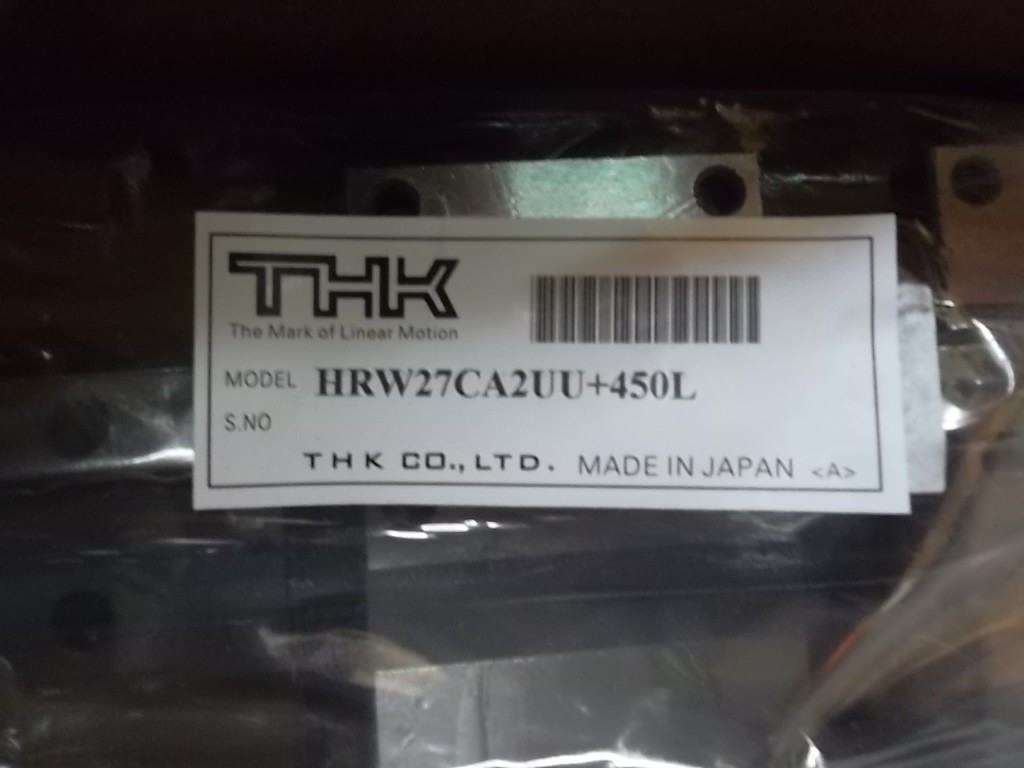 THK
The Mark of Linear Motion
MODEL HRW27CA2UU+450L
S.NO
THK CO.,LTD. MADE IN JAPAN <A>